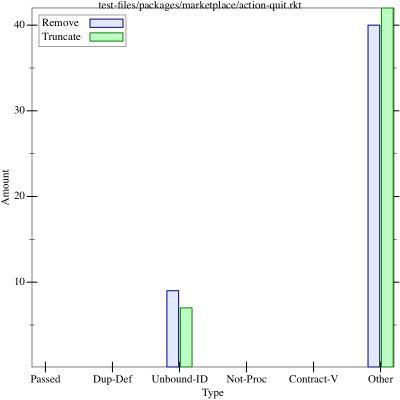 test-files/packages/marketplace/action-quit.rkt
Remove
Truncate
40
30
20
10
Amount
Passed Dup-Def Unbound-ID Not-Proc Contract-V Other
Type